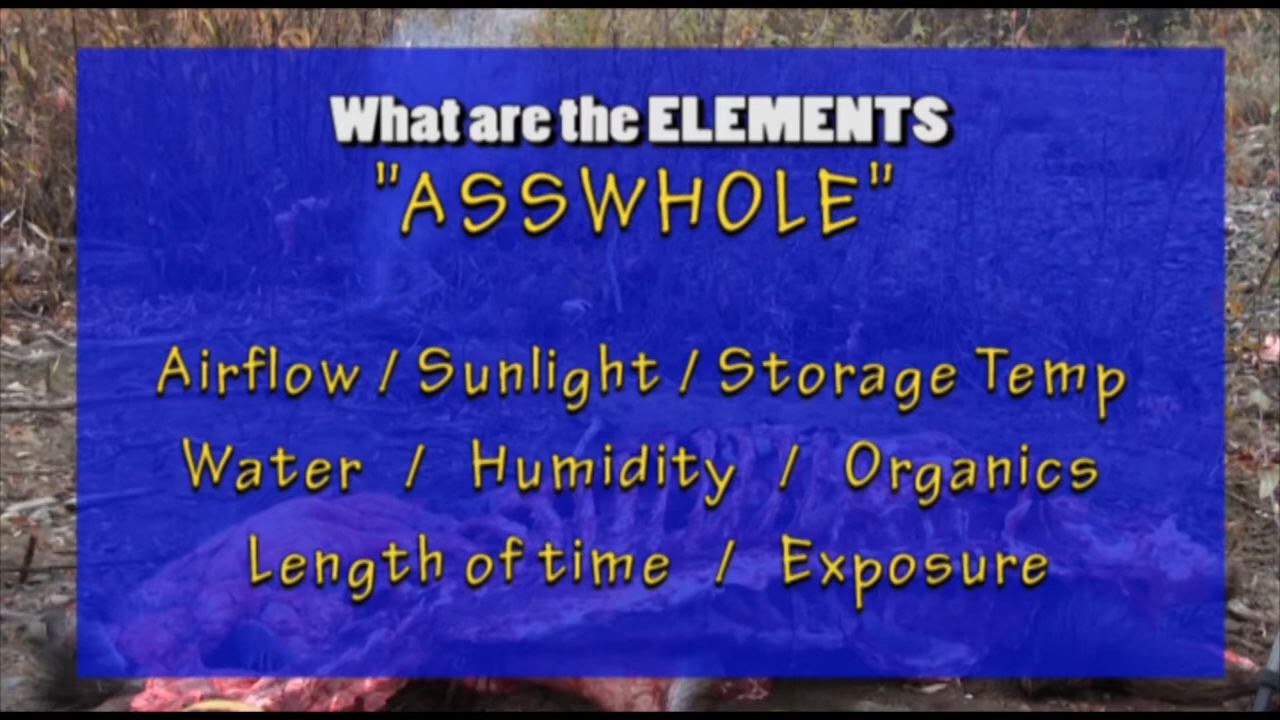 What are the ELEMENTS
"ASSWHOLE"
Airflow / Sunlight / Storage Temp
Water / Humidity / Organics
Length of time / Exposure